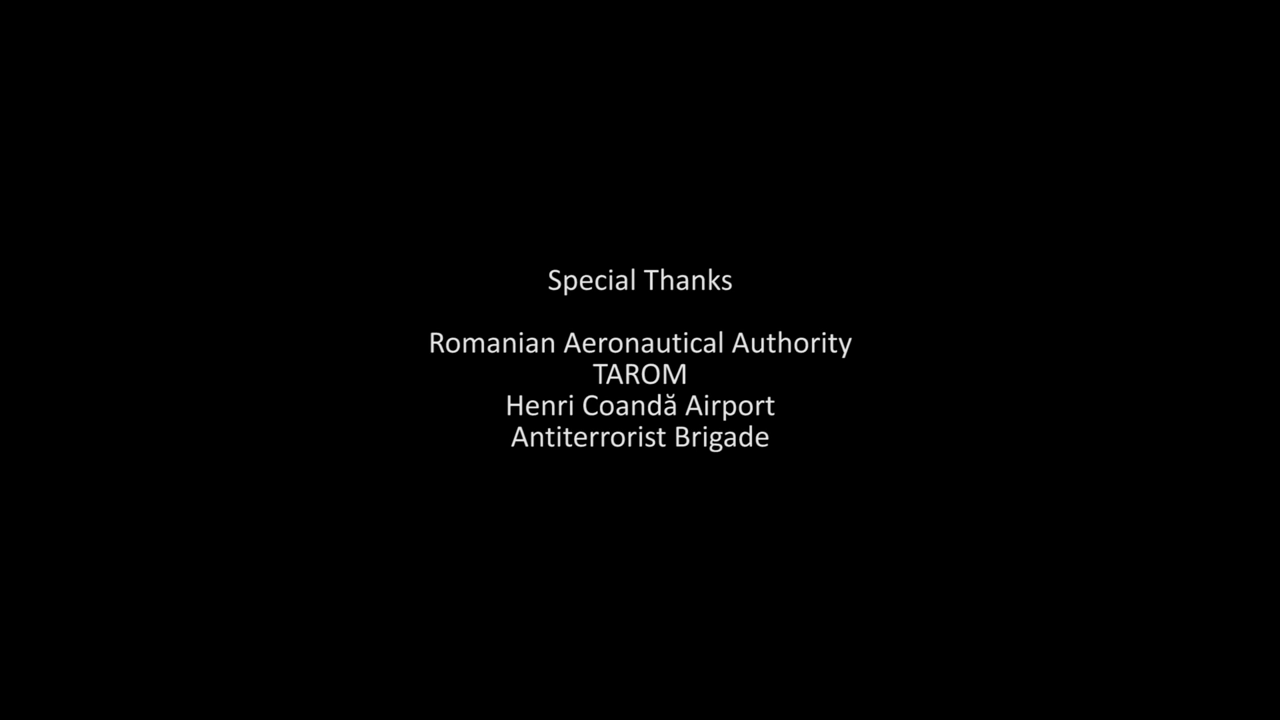 Special Thanks
Romanian Aeronautical Authority
TAROM
Henri Coandă Airport
Antiterrorist Brigade